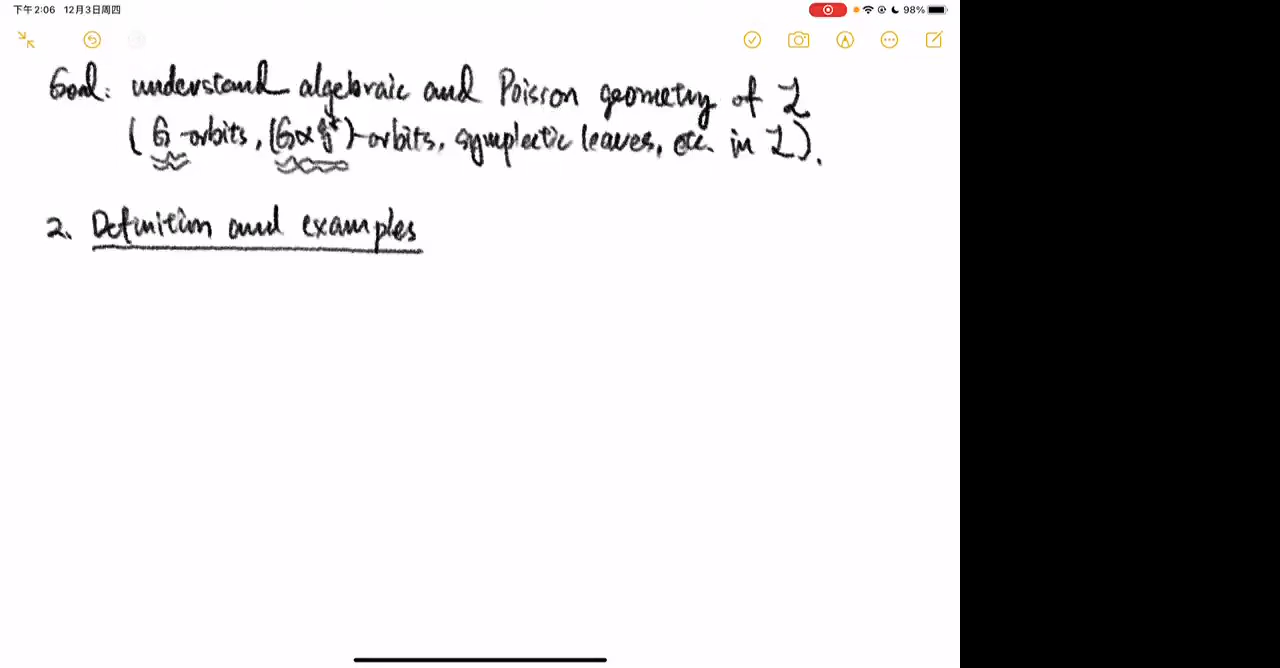 下午2:06 12月3日周四
98%
Goal: understand algebraic and Poisson geometry of L
(G-orbits, (G⋉g*)-orbits, symplectic leaves, etc. in L).
2. Definition and examples